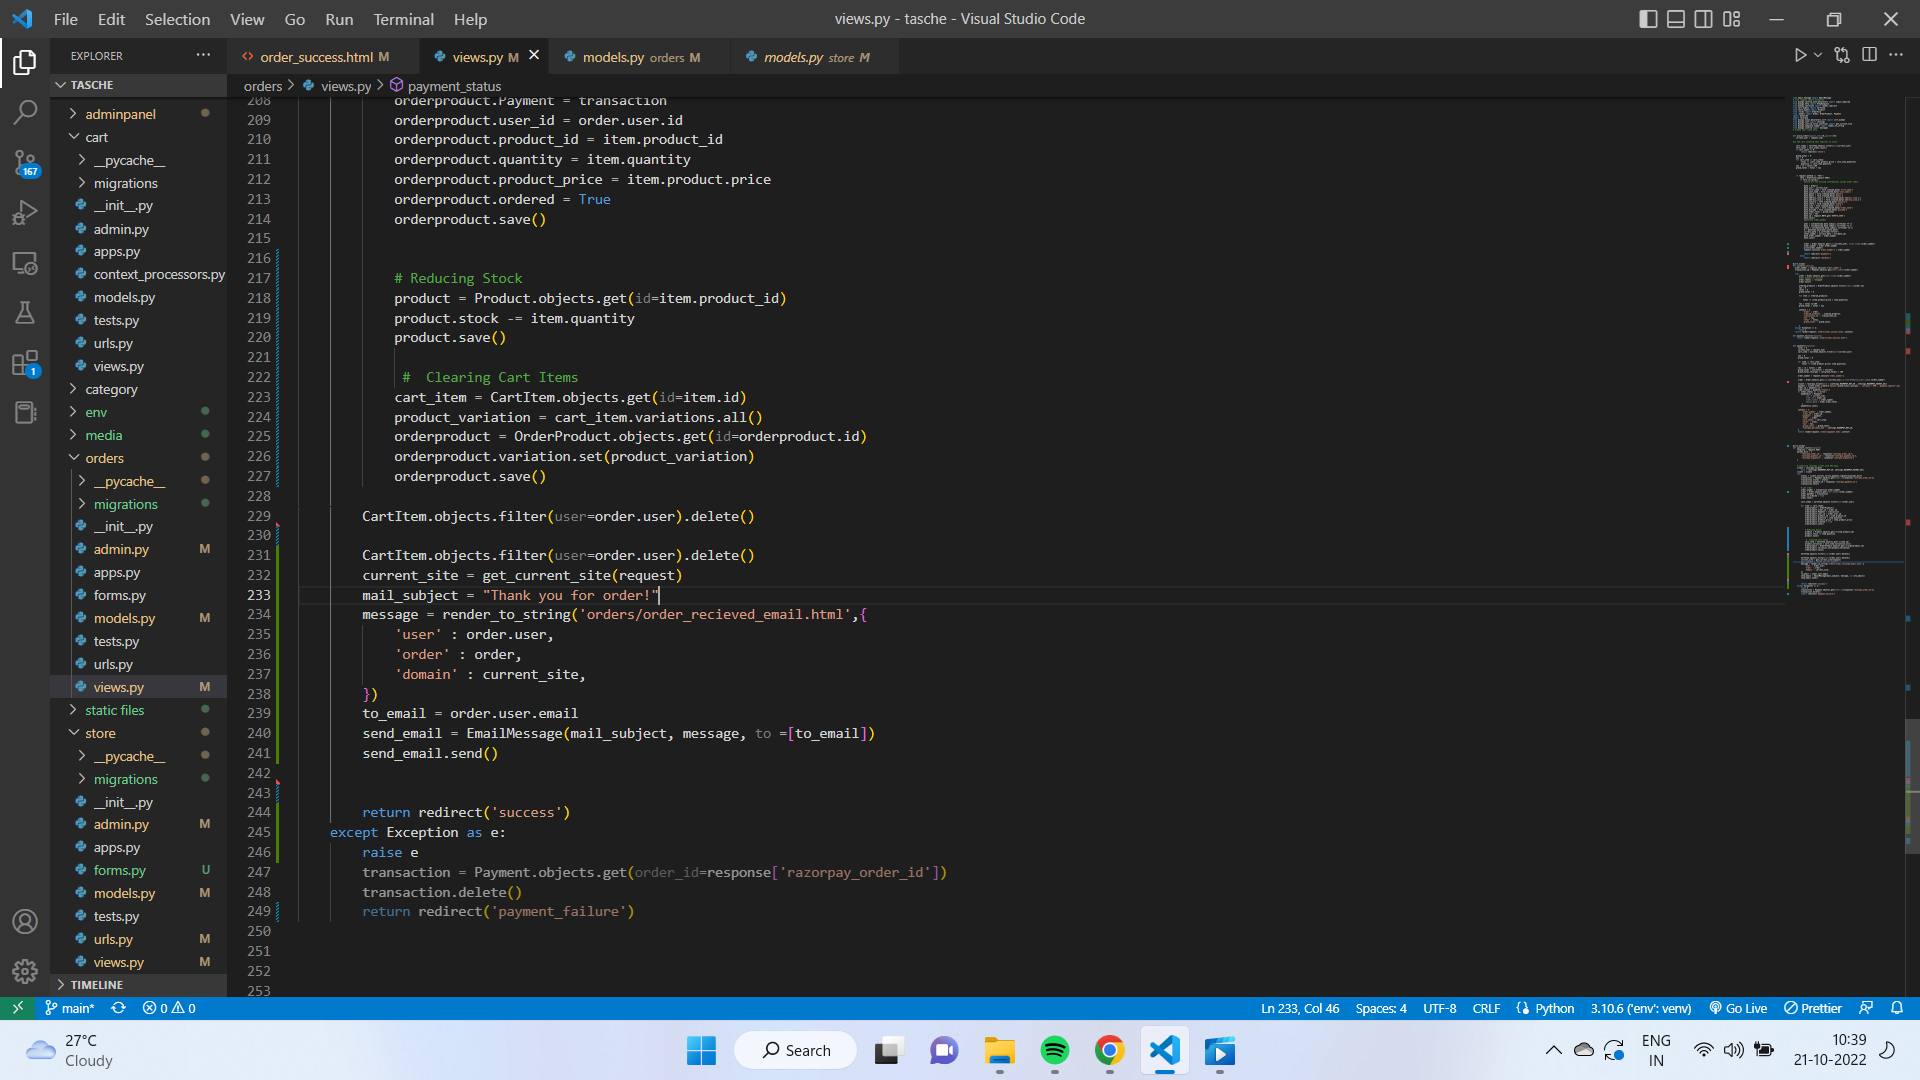 File Edit Selection View Go Run Terminal Help
views.py - tasche - Visual Studio Code
EXPLORER
order_success.html M
views.py M
models.py orders M
models.py store M
TASCHE
orders > views.py > payment_status
adminpanel
cart
__pycache__
migrations
__init__.py
admin.py
apps.py
context_processors.py
models.py
tests.py
urls.py
views.py
category
env
media
orders
__pycache__
migrations
__init__.py
admin.py M
apps.py
forms.py
models.py M
tests.py
urls.py
views.py M
static files
store
__pycache__
migrations
__init__.py
admin.py M
apps.py
forms.py U
models.py M
tests.py
urls.py M
views.py M
TIMELINE
167
1
208 orderproduct.Payment = transaction
209 orderproduct.user_id = order.user.id
210 orderproduct.product_id = item.product_id
211 orderproduct.quantity = item.quantity
212 orderproduct.product_price = item.product.price
213 orderproduct.ordered = True
214 orderproduct.save()
215
216
217 # Reducing Stock
218 product = Product.objects.get(id=item.product_id)
219 product.stock -= item.quantity
220 product.save()
221
222 #  Clearing Cart Items
223 cart_item = CartItem.objects.get(id=item.id)
224 product_variation = cart_item.variations.all()
225 orderproduct = OrderProduct.objects.get(id=orderproduct.id)
226 orderproduct.variation.set(product_variation)
227 orderproduct.save()
228
229 CartItem.objects.filter(user=order.user).delete()
230
231 CartItem.objects.filter(user=order.user).delete()
232 current_site = get_current_site(request)
233 mail_subject = "Thank you for order!"
234 message = render_to_string('orders/order_recieved_email.html',{
235 'user' : order.user,
236 'order' : order,
237 'domain' : current_site,
238 })
239 to_email = order.user.email
240 send_email = EmailMessage(mail_subject, message, to =[to_email])
241 send_email.send()
242
243
244 return redirect('success')
245 except Exception as e:
246 raise e
247 transaction = Payment.objects.get(order_id=response['razorpay_order_id'])
248 transaction.delete()
249 return redirect('payment_failure')
250
251
252
253
main* 0 0
Ln 233, Col 46 Spaces: 4 UTF-8 CRLF Python 3.10.6 ('env': venv) Go Live Prettier
27°C
Cloudy
Search
ENG
IN
10:39
21-10-2022